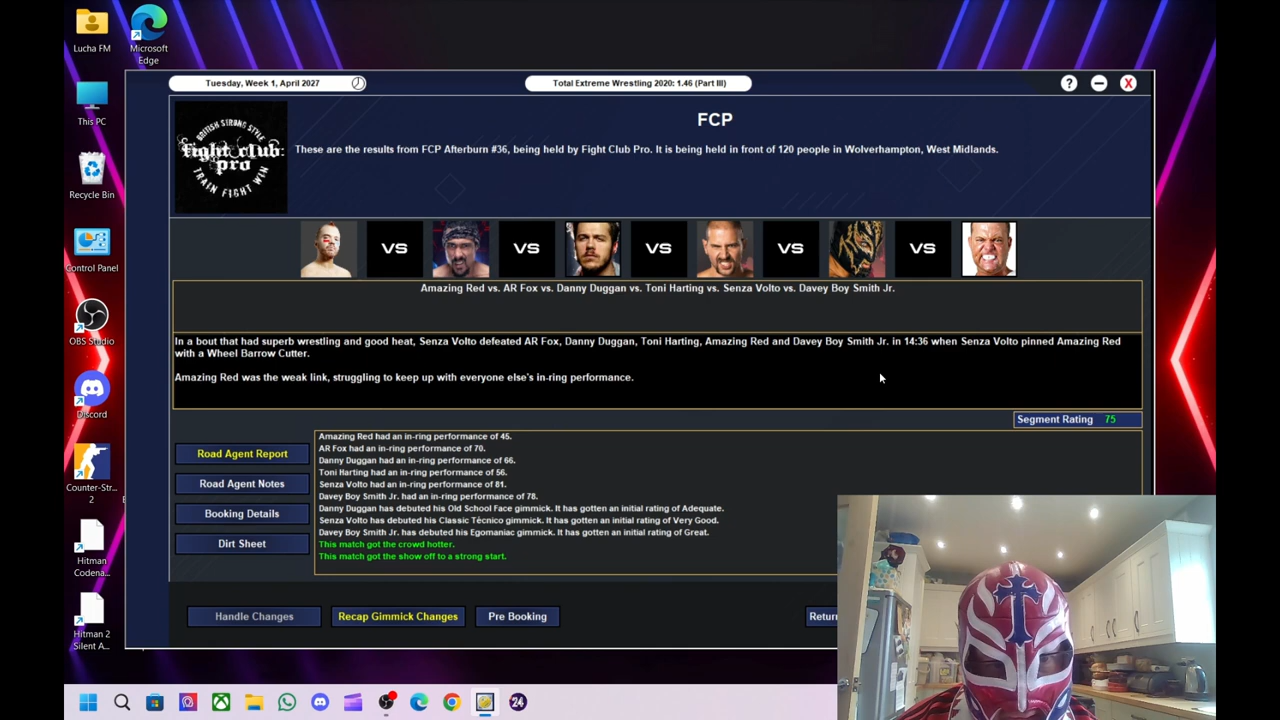 Lucha FM
Microsoft
Edge
Tuesday, Week 1, April 2027
Total Extreme Wrestling 2020: 1.46 (Part III)
?
X
FCP
BRITISH STRONG STYLE
fight club:
pro
TRAIN FIGHT WIN
These are the results from FCP Afterburn #36, being held by Fight Club Pro. It is being held in front of 120 people in Wolverhampton, West Midlands.
This PC
Recycle Bin
VS VS VS VS VS
Control Panel
Amazing Red vs. AR Fox vs. Danny Duggan vs. Toni Harting vs. Senza Volto vs. Davey Boy Smith Jr.
OBS Studio
In a bout that had superb wrestling and good heat, Senza Volto defeated AR Fox, Danny Duggan, Toni Harting, Amazing Red and Davey Boy Smith Jr. in 14:36 when Senza Volto pinned Amazing Red
with a Wheel Barrow Cutter.
Amazing Red was the weak link, struggling to keep up with everyone else's in-ring performance.
Discord
Segment Rating 75
Road Agent Report
Road Agent Notes
Booking Details
Dirt Sheet
Amazing Red had an in-ring performance of 45.
AR Fox had an in-ring performance of 70.
Danny Duggan had an in-ring performance of 66.
Toni Harting had an in-ring performance of 56.
Senza Volto had an in-ring performance of 81.
Davey Boy Smith Jr. had an in-ring performance of 78.
Danny Duggan has debuted his Old School Face gimmick. It has gotten an initial rating of Adequate.
Senza Volto has debuted his Classic Técnico gimmick. It has gotten an initial rating of Very Good.
Davey Boy Smith Jr. has debuted his Egomaniac gimmick. It has gotten an initial rating of Great.
This match got the crowd hotter.
This match got the show off to a strong start.
Counter-Str...
2
Hitman
Codena...
Hitman 2
Silent A...
Handle Changes
Recap Gimmick Changes
Pre Booking
Return
24